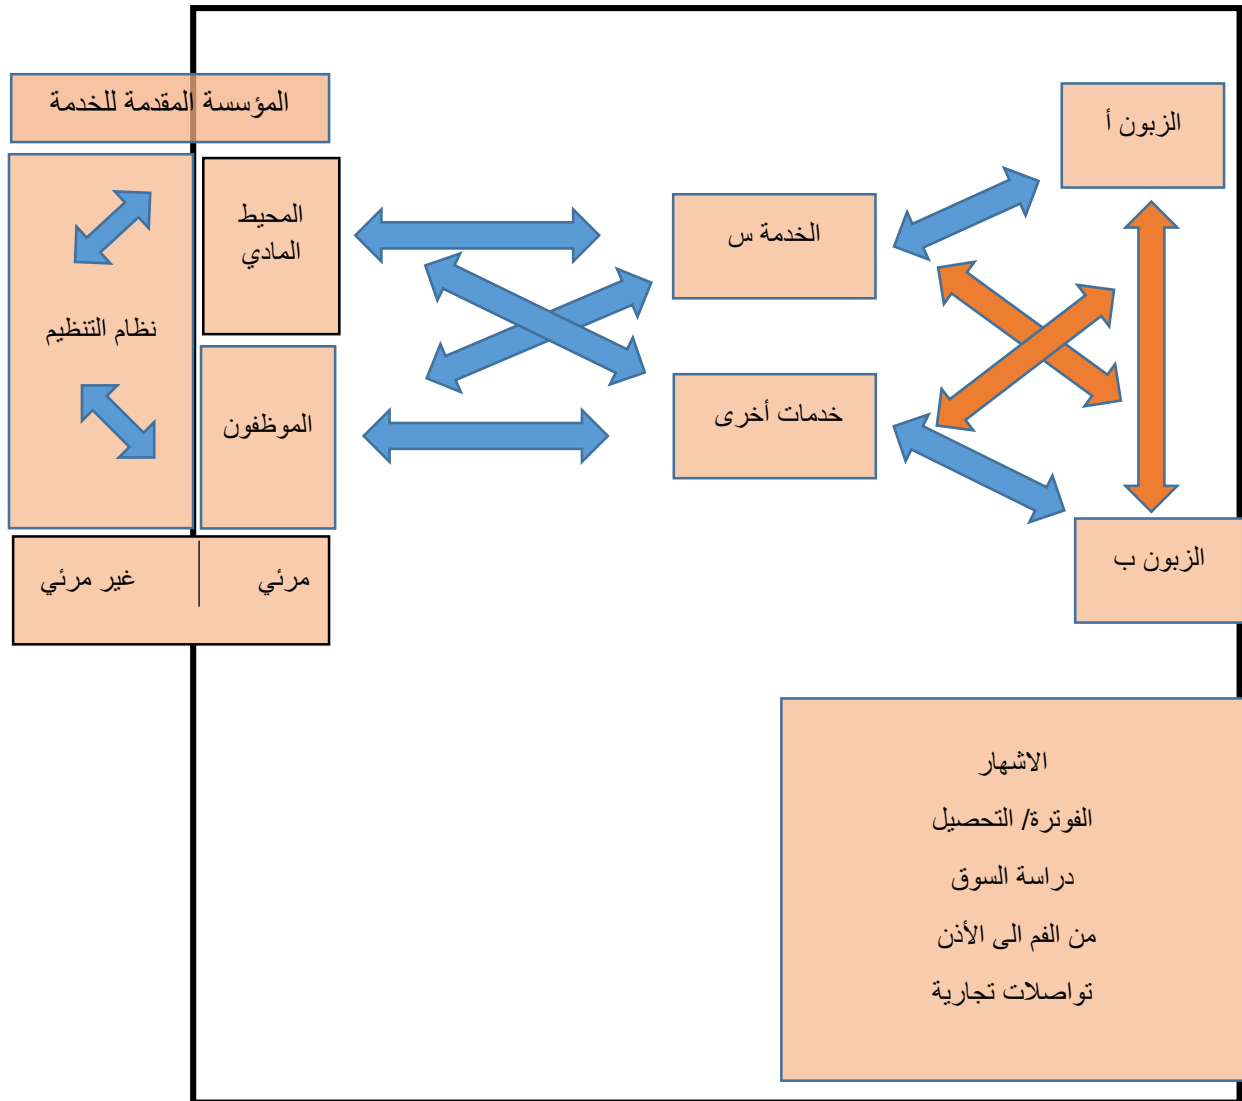 المؤسسة المقدمة للخدمة
الزبون أ
المحيط
المادي
الخدمة س
نظام التنظيم
الموظفون
خدمات أخرى
الزبون ب
مرئي
غير مرئي
الاشهار
الفوترة/ التحصيل
دراسة السوق
من الفم الى الأذن
تواصلات تجارية